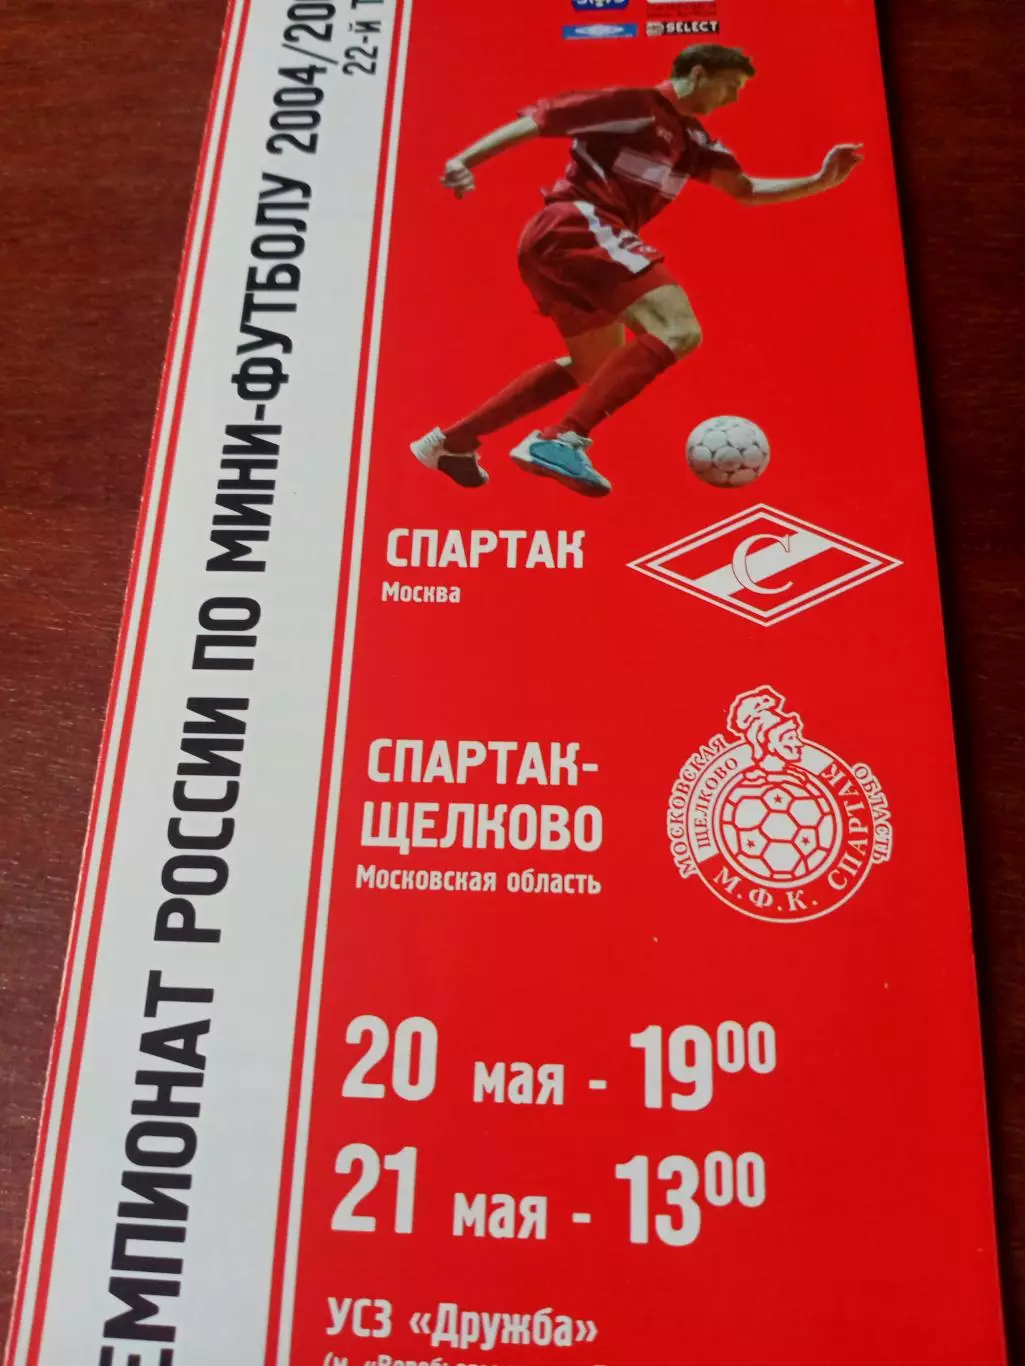 ЕМПИОНАТ РОССИИ ПО МИНИ-ФУТБОЛУ 2004/200
22-й Т
SELECT
СПАРТАК
Москва
С
СПАРТАК-
ЩЕЛКОВО
Московская область
МОСКОВСКАЯ ОБЛАСТЬ
ЩЕЛКОВО
М.Ф.К. СПАРТАК
20 мая - 19⁰⁰
21 мая - 13⁰⁰
УСЗ «Дружба»